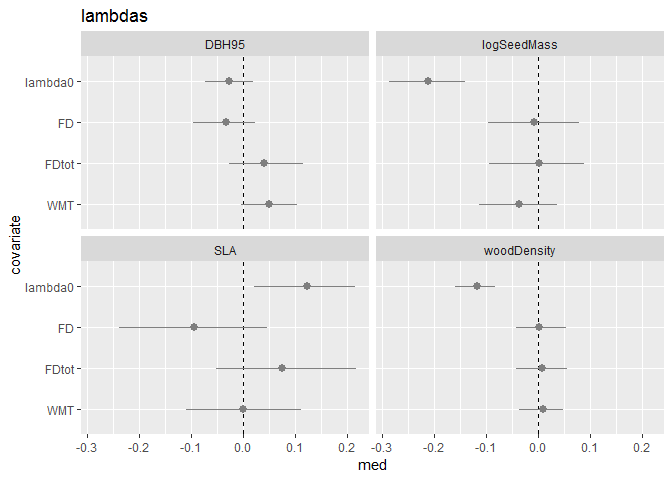 lambdas
DBH95 logSeedMass
lambda0
FD
FDtot
WMT
covariate
SLA woodDensity
lambda0
FD
FDtot
WMT
-0.3 -0.2 -0.1 0.0 0.1 0.2 -0.3 -0.2 -0.1 0.0 0.1 0.2
med